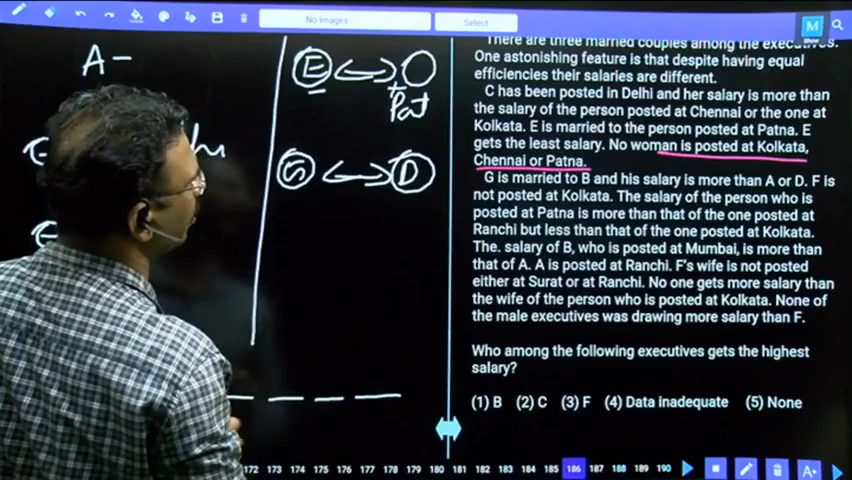 No Images
Select
A -
E
Pat
G D
There are three married couples among the executives.
One astonishing feature is that despite having equal
efficiencies their salaries are different.
C has been posted in Delhi and her salary is more than
the salary of the person posted at Chennai or the one at
Kolkata. E is married to the person posted at Patna. E
gets the least salary. No woman is posted at Kolkata,
Chennai or Patna.
G is married to B and his salary is more than A or D. F is
not posted at Kolkata. The salary of the person who is
posted at Patna is more than that of the one posted at
Ranchi but less than that of the one posted at Kolkata.
The. salary of B, who is posted at Mumbai, is more than
that of A. A is posted at Ranchi. F's wife is not posted
either at Surat or at Ranchi. No one gets more salary than
the wife of the person who is posted at Kolkata. None of
the male executives was drawing more salary than F.
Who among the following executives gets the highest
salary?
(1) B (2) C (3) F (4) Data inadequate (5) None
172 173 174 175 176 177 178 179 180 181 182 183 184 185 186 187 188 189 190
A+